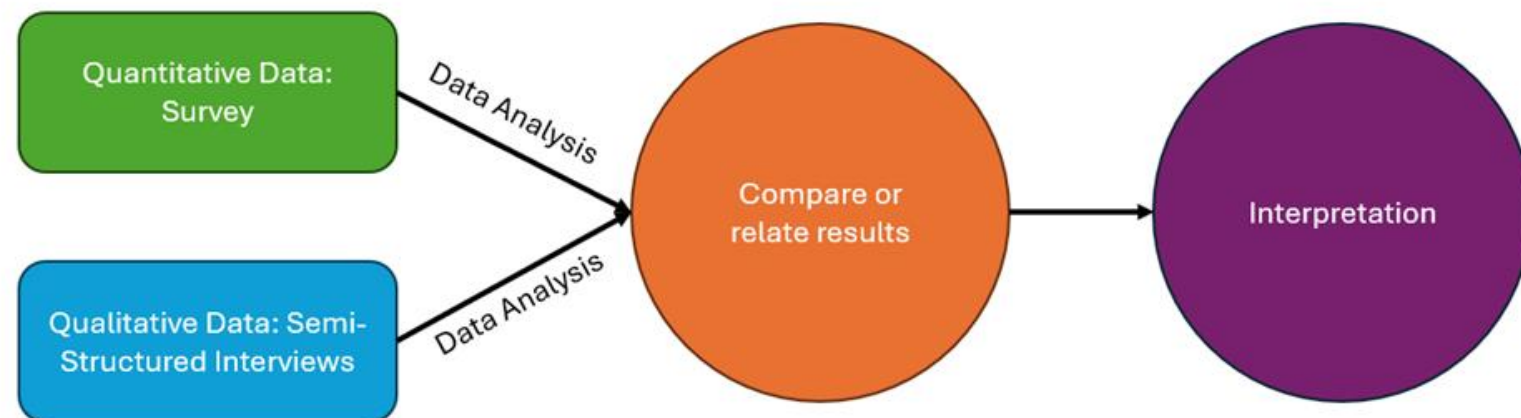 Quantitative Data:
Survey
Data Analysis
Compare or
relate results
Interpretation
Qualitative Data: Semi-
Structured Interviews
Data Analysis